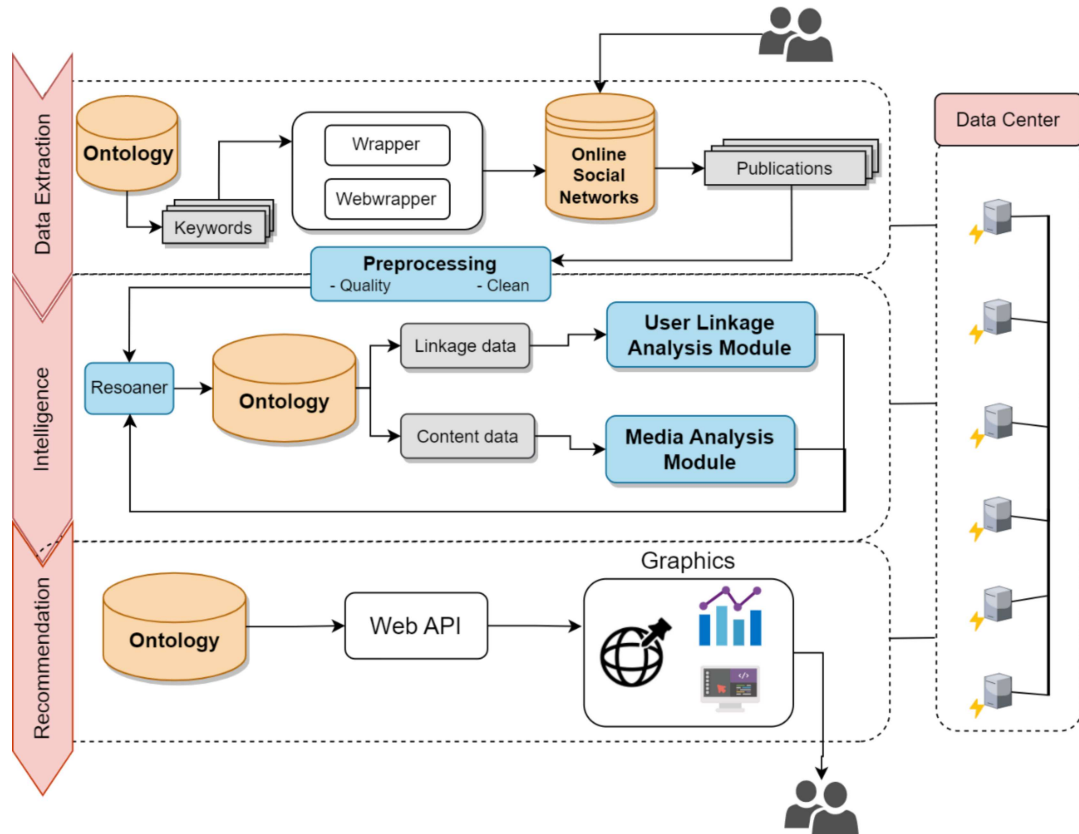 Data Extraction
Ontology
Keywords
Wrapper
Webwrapper
Online
Social
Networks
Publications
Data Center
Preprocessing
- Quality - Clean
Intelligence
Resoaner
Ontology
Linkage data
Content data
User Linkage
Analysis Module
Media Analysis
Module
Recommendation
Ontology
Web API
Graphics